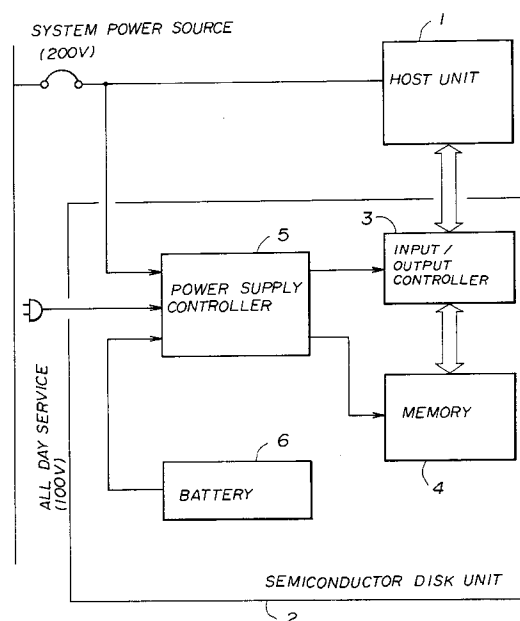 SYSTEM POWER SOURCE
(200V)
1
HOST UNIT
3
INPUT /
OUTPUT
CONTROLLER
5
POWER SUPPLY
CONTROLLER
ALL DAY SERVICE
(100V)
MEMORY
4
6
BATTERY
SEMICONDUCTOR DISK UNIT
2